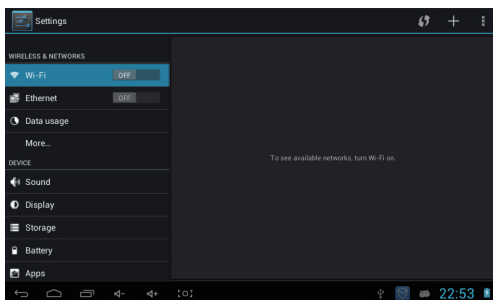 Settings
WIRELESS & NETWORKS
Wi-Fi OFF
Ethernet OFF
Data usage
More...
To see available networks, turn Wi-Fi on.
DEVICE
Sound
Display
Storage
Battery
Apps
22:53